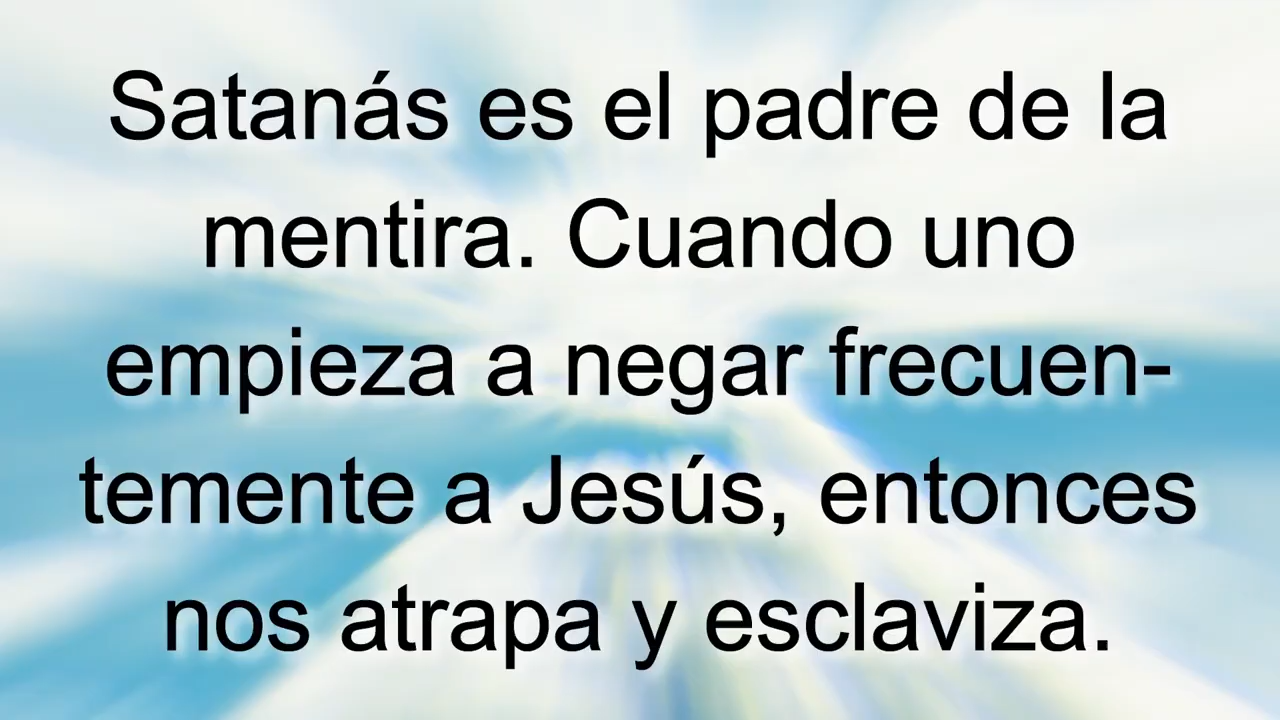 Satanás es el padre de la
mentira. Cuando uno
empieza a negar frecuen-
temente a Jesús, entonces
nos atrapa y esclaviza.